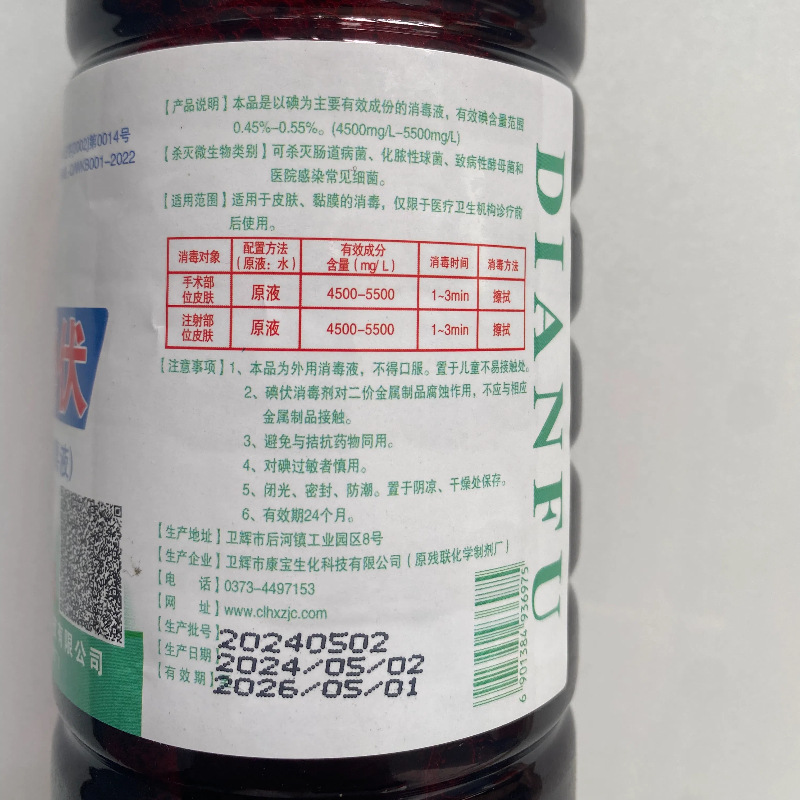 第0014号
001-2022
伏
液)
有限公司
【产品说明】本品是以碘为主要有效成份的消毒液，有效碘含量范围
0.45%-0.55%。(4500mg/L-5500mg/L)
【杀灭微生物类别】可杀灭肠道病菌、化脓性球菌、致病性酵母菌和
医院感染常见细菌。
【适用范围】适用于皮肤、黏膜的消毒，仅限于医疗卫生机构诊疗前
后使用。
消毒对象 配置方法 (原液：水) 有效成分 含量(mg/L) 消毒时间 消毒方法
手术部位皮肤 原液 4500-5500 1~3min 擦拭
注射部位皮肤 原液 4500-5500 1~3min 擦拭
【注意事项】1、本品为外用消毒液，不得口服。置于儿童不易接触处。
2、碘伏消毒剂对二价金属制品腐蚀作用，不应与相应
金属制品接触。
3、避免与拮抗药物同用。
4、对碘过敏者慎用。
5、闭光、密封、防潮。置于阴凉、干燥处保存。
6、有效期24个月。
【生产地址】卫辉市后河镇工业园区8号
【生产企业】卫辉市康宝生化科技有限公司(原残联化学制剂厂)
【电 话】0373-4497153
【网 址】www.clhxzjc.com
【生产批号】20240502
【生产日期】2024/05/02
【有效期】2026/05/01
6901384936975
DIANFU